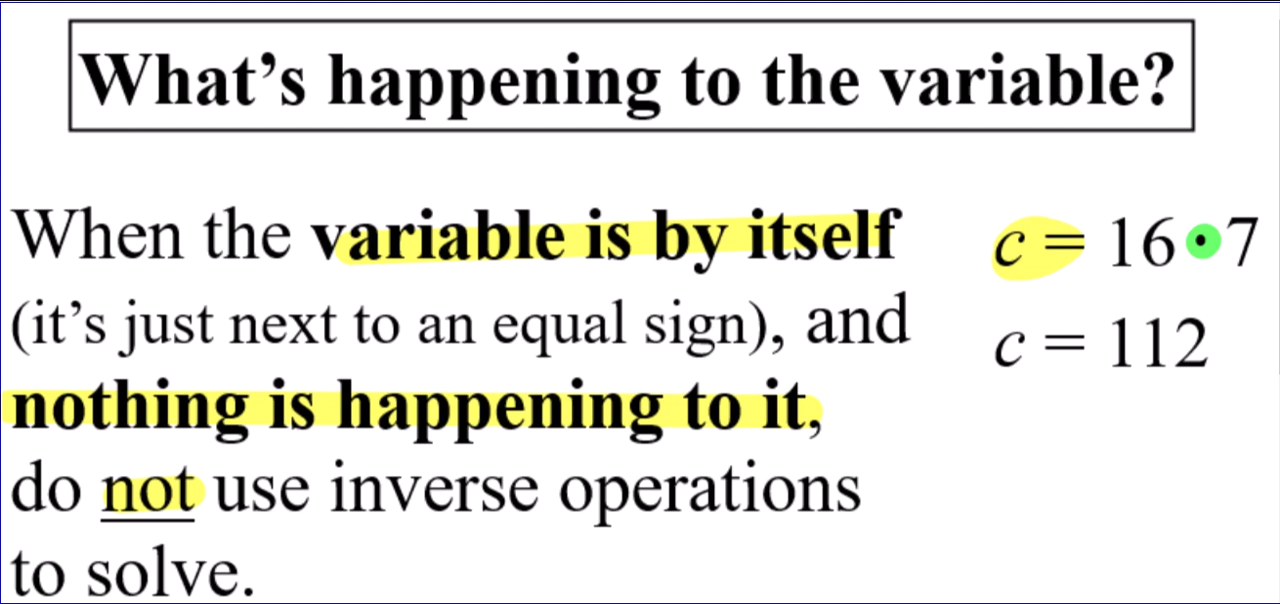 What’s happening to the variable?
When the variable is by itself
(it’s just next to an equal sign), and
nothing is happening to it,
do not use inverse operations
to solve.
c = 16 · 7
c = 112